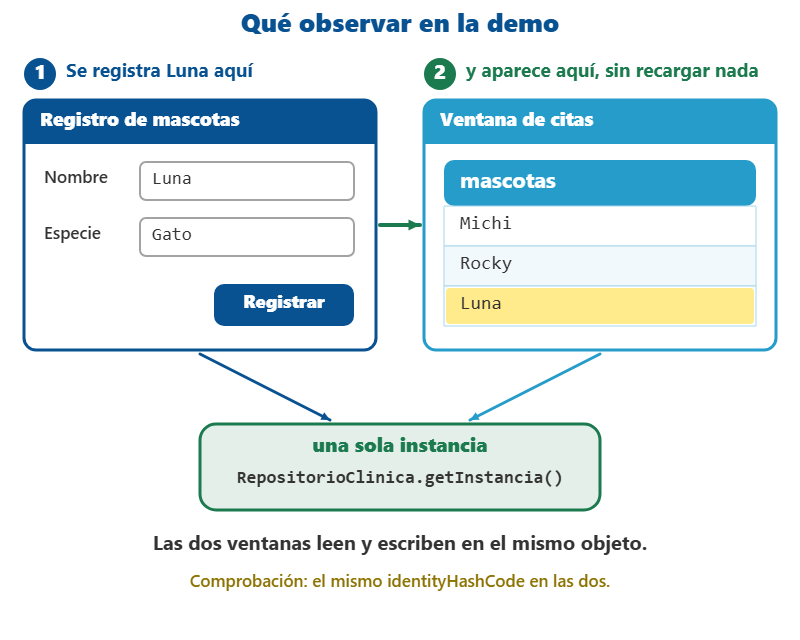 Qué observar en la demo
1 Se registra Luna aquí
2 y aparece aquí, sin recargar nada
Registro de mascotas
Nombre Luna
Especie Gato
Registrar
Ventana de citas
mascotas
Michi
Rocky
Luna
una sola instancia
RepositorioClinica.getInstancia()
Las dos ventanas leen y escriben en el mismo objeto.
Comprobación: el mismo identityHashCode en las dos.